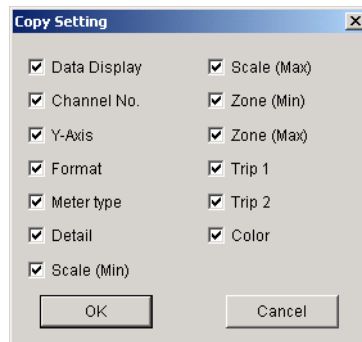 Copy Setting
Data Display
Channel No.
Y-Axis
Format
Meter type
Detail
Scale (Min)
Scale (Max)
Zone (Min)
Zone (Max)
Trip 1
Trip 2
Color
OK
Cancel